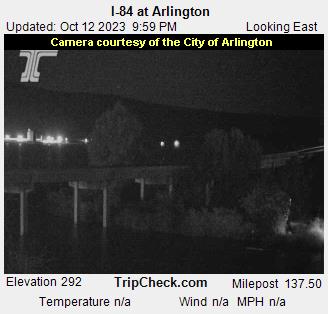 I-84 at Arlington
Updated: Oct 12 2023 9:59 PM Looking East
Camera courtesy of the City of Arlington
Elevation 292 TripCheck.com Milepost 137.50
Temperature n/a Wind n/a MPH n/a